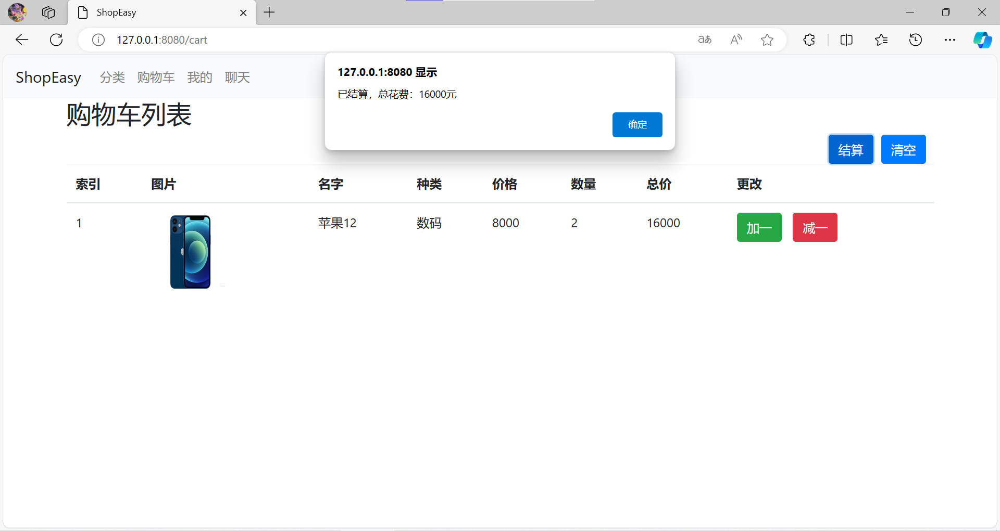 ShopEasy
127.0.0.1:8080/cart
127.0.0.1:8080 显示
已结算，总花费：16000元
确定
ShopEasy 分类 购物车 我的 聊天
购物车列表
结算 清空
索引 图片 名字 种类 价格 数量 总价 更改
1 苹果12 数码 8000 2 16000 加一 减一